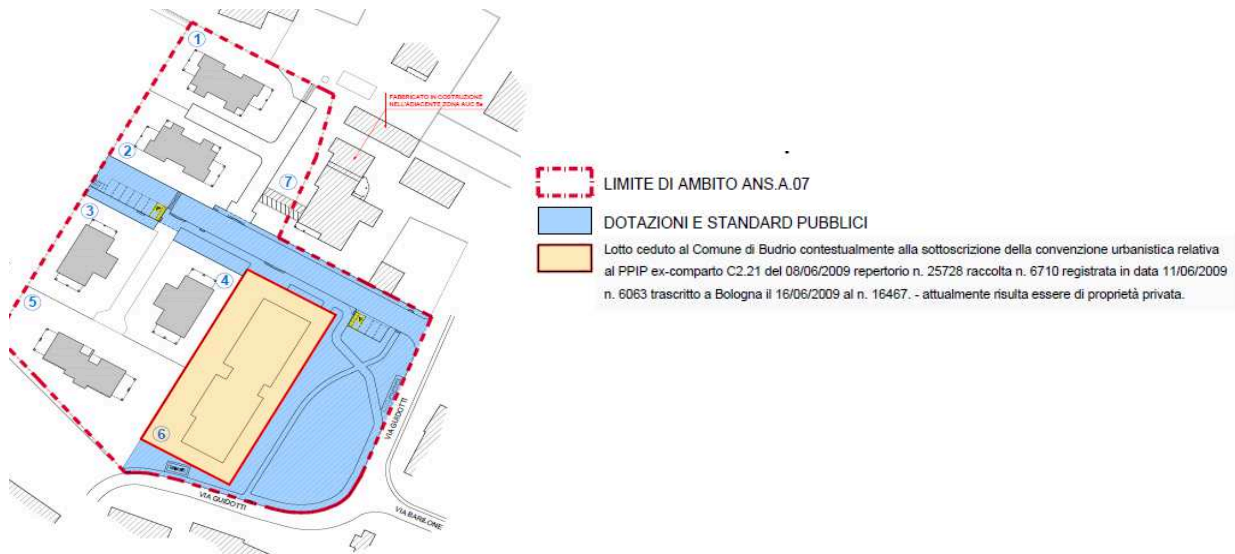 1
FABBRICATO IN COSTRUZIONE
NELL'ADIACENTE ZONA AUC.5a
2
7
3
4
5
6
VIA GUIDOTTI
VIA GUIDOTTI
VIA BARILONE
LIMITE DI AMBITO ANS.A.07
DOTAZIONI E STANDARD PUBBLICI
Lotto ceduto al Comune di Budrio contestualmente alla sottoscrizione della convenzione urbanistica relativa
al PPIP ex-comparto C2.21 del 08/06/2009 repertorio n. 25728 raccolta n. 6710 registrata in data 11/06/2009
n. 6063 trascritto a Bologna il 16/06/2009 al n. 16467. - attualmente risulta essere di proprietà privata.